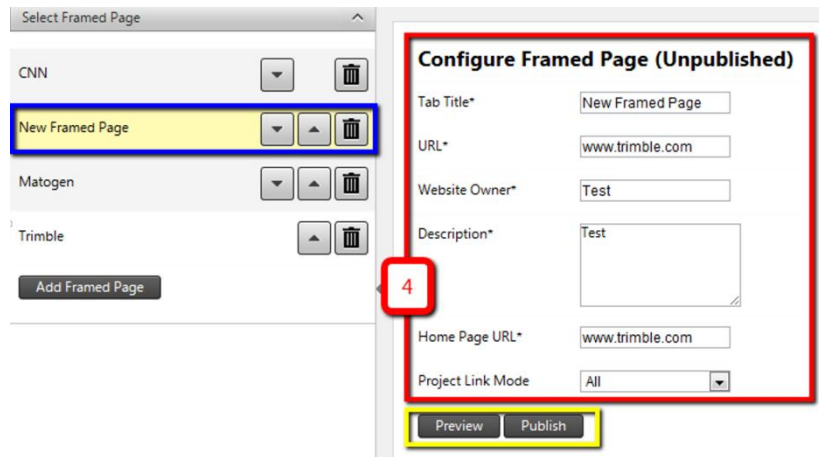 Select Framed Page
CNN
New Framed Page
Matogen
Trimble
Add Framed Page
4
Configure Framed Page (Unpublished)
Tab Title* New Framed Page
URL* www.trimble.com
Website Owner* Test
Description* Test
Home Page URL* www.trimble.com
Project Link Mode All
Preview Publish